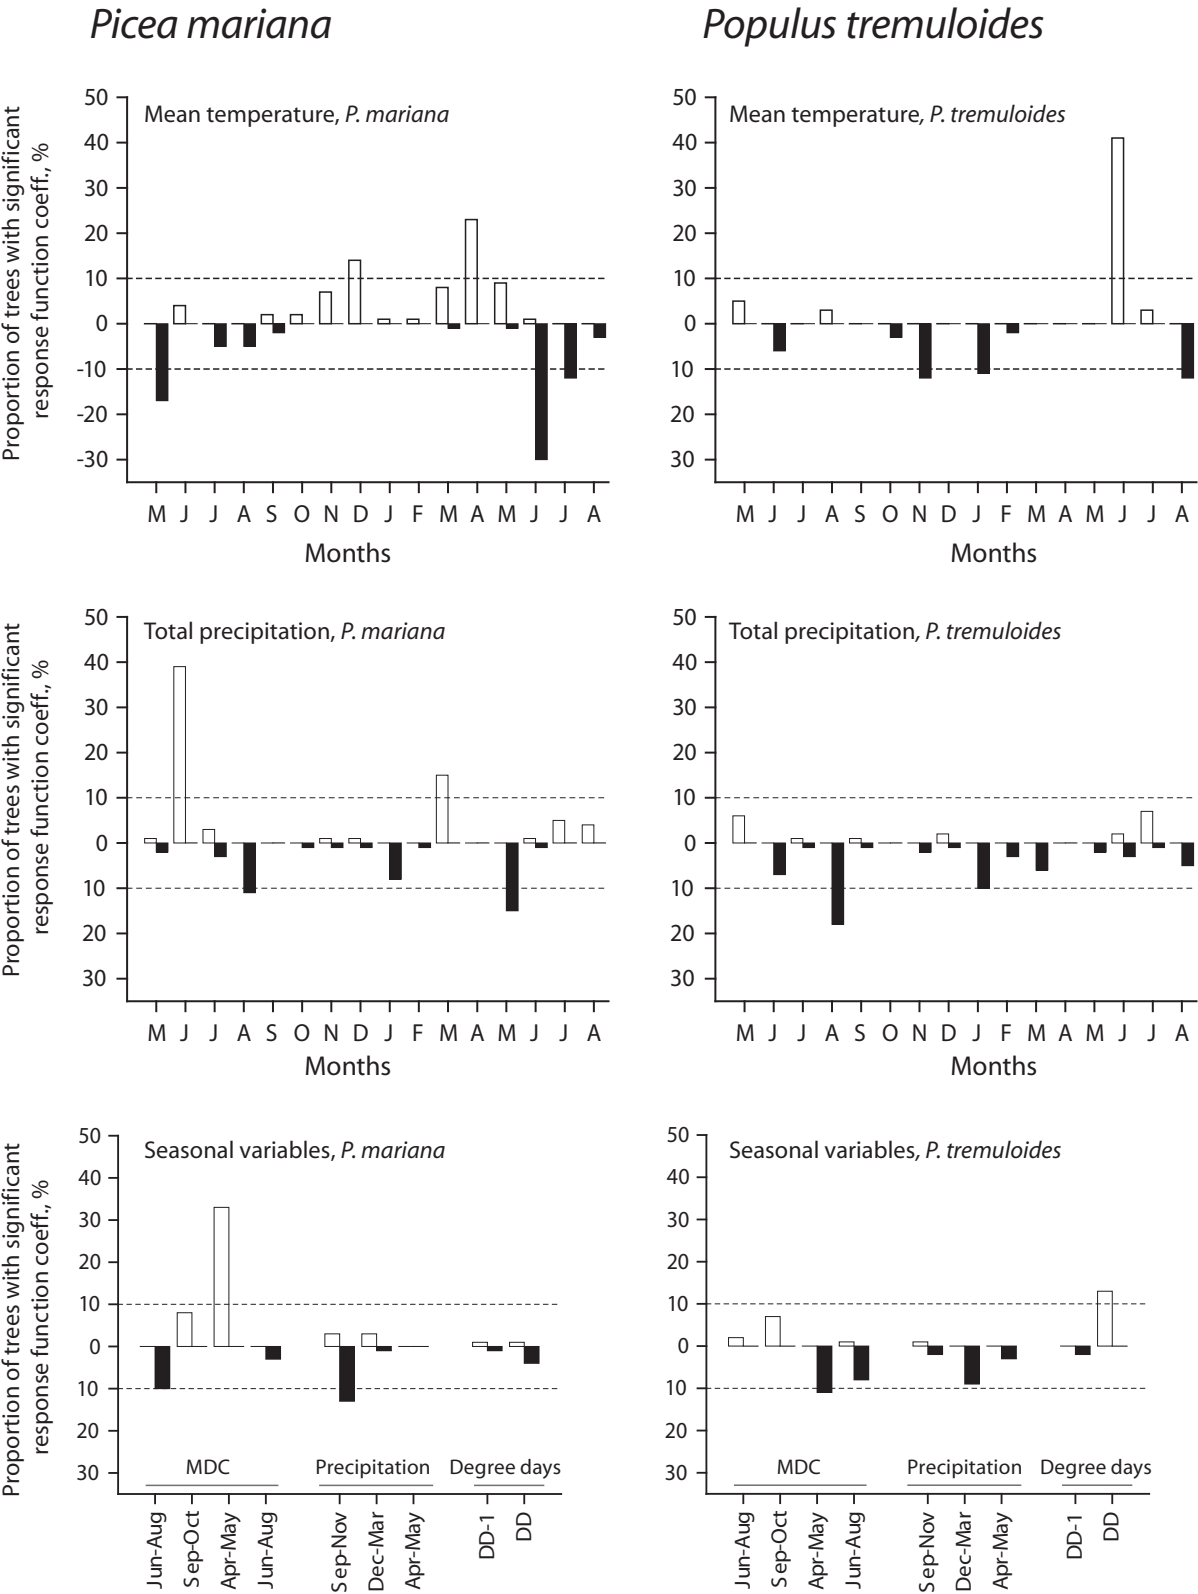 Picea mariana
Populus tremuloides
Proportion of trees with significant
response function coeff., %
50
40
30
20
10
0
-10
-20
-30
Mean temperature, P. mariana
M J J A S O N D J F M A M J J A
Months
50
40
30
20
10
0
10
20
30
Mean temperature, P. tremuloides
M J J A S O N D J F M A M J J A
Months
Proportion of trees with significant
response function coeff., %
50
40
30
20
10
0
10
20
30
Total precipitation, P. mariana
M J J A S O N D J F M A M J J A
Months
50
40
30
20
10
0
10
20
30
Total precipitation, P. tremuloides
M J J A S O N D J F M A M J J A
Months
Proportion of trees with significant
response function coeff., %
50
40
30
20
10
0
10
20
30
Seasonal variables, P. mariana
MDC Precipitation Degree days
Jun-Aug
Sep-Oct
Apr-May
Jun-Aug
Sep-Nov
Dec-Mar
Apr-May
DD-1
DD
50
40
30
20
10
0
10
20
30
Seasonal variables, P. tremuloides
MDC Precipitation Degree days
Jun-Aug
Sep-Oct
Apr-May
Jun-Aug
Sep-Nov
Dec-Mar
Apr-May
DD-1
DD